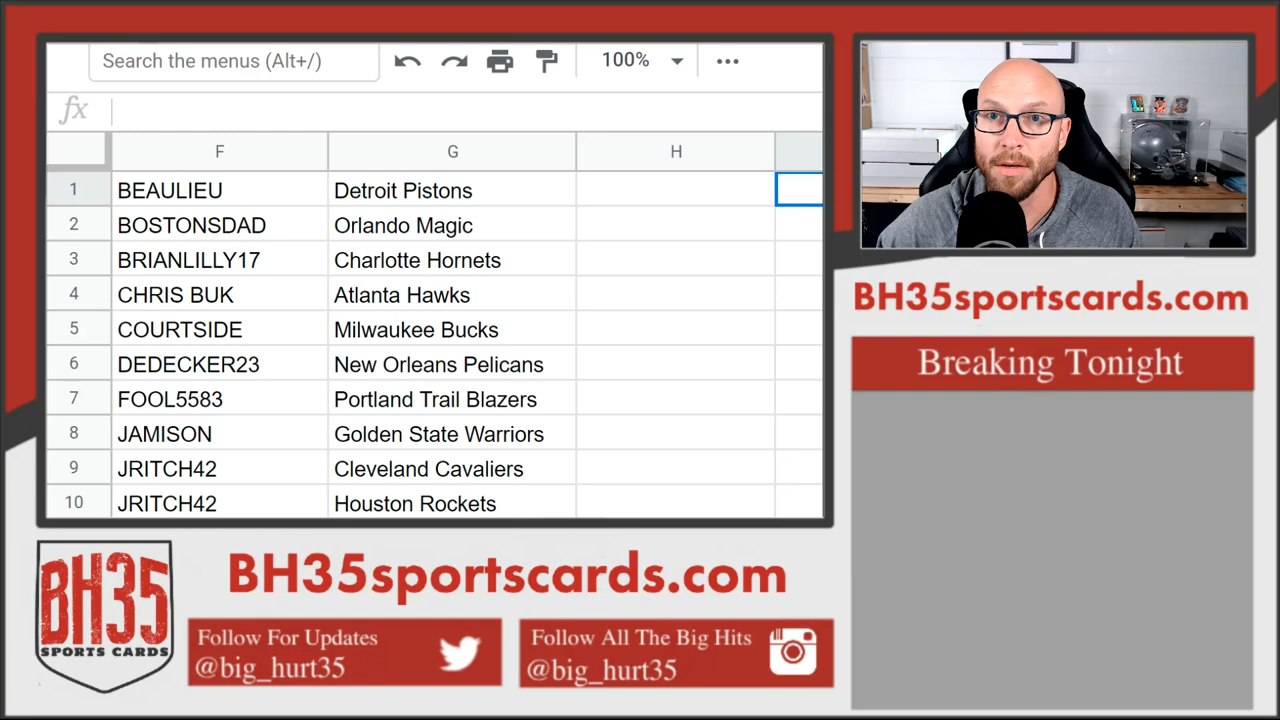 Search the menus (Alt+/)
100%
fx
F G H
1 BEAULIEU Detroit Pistons
2 BOSTONSDAD Orlando Magic
3 BRIANLILLY17 Charlotte Hornets
4 CHRIS BUK Atlanta Hawks
5 COURTSIDE Milwaukee Bucks
6 DEDECKER23 New Orleans Pelicans
7 FOOL5583 Portland Trail Blazers
8 JAMISON Golden State Warriors
9 JRITCH42 Cleveland Cavaliers
10 JRITCH42 Houston Rockets
BH35sportscards.com
Breaking Tonight
BH35
SPORTS CARDS
BH35sportscards.com
Follow For Updates
@big_hurt35
Follow All The Big Hits
@big_hurt35